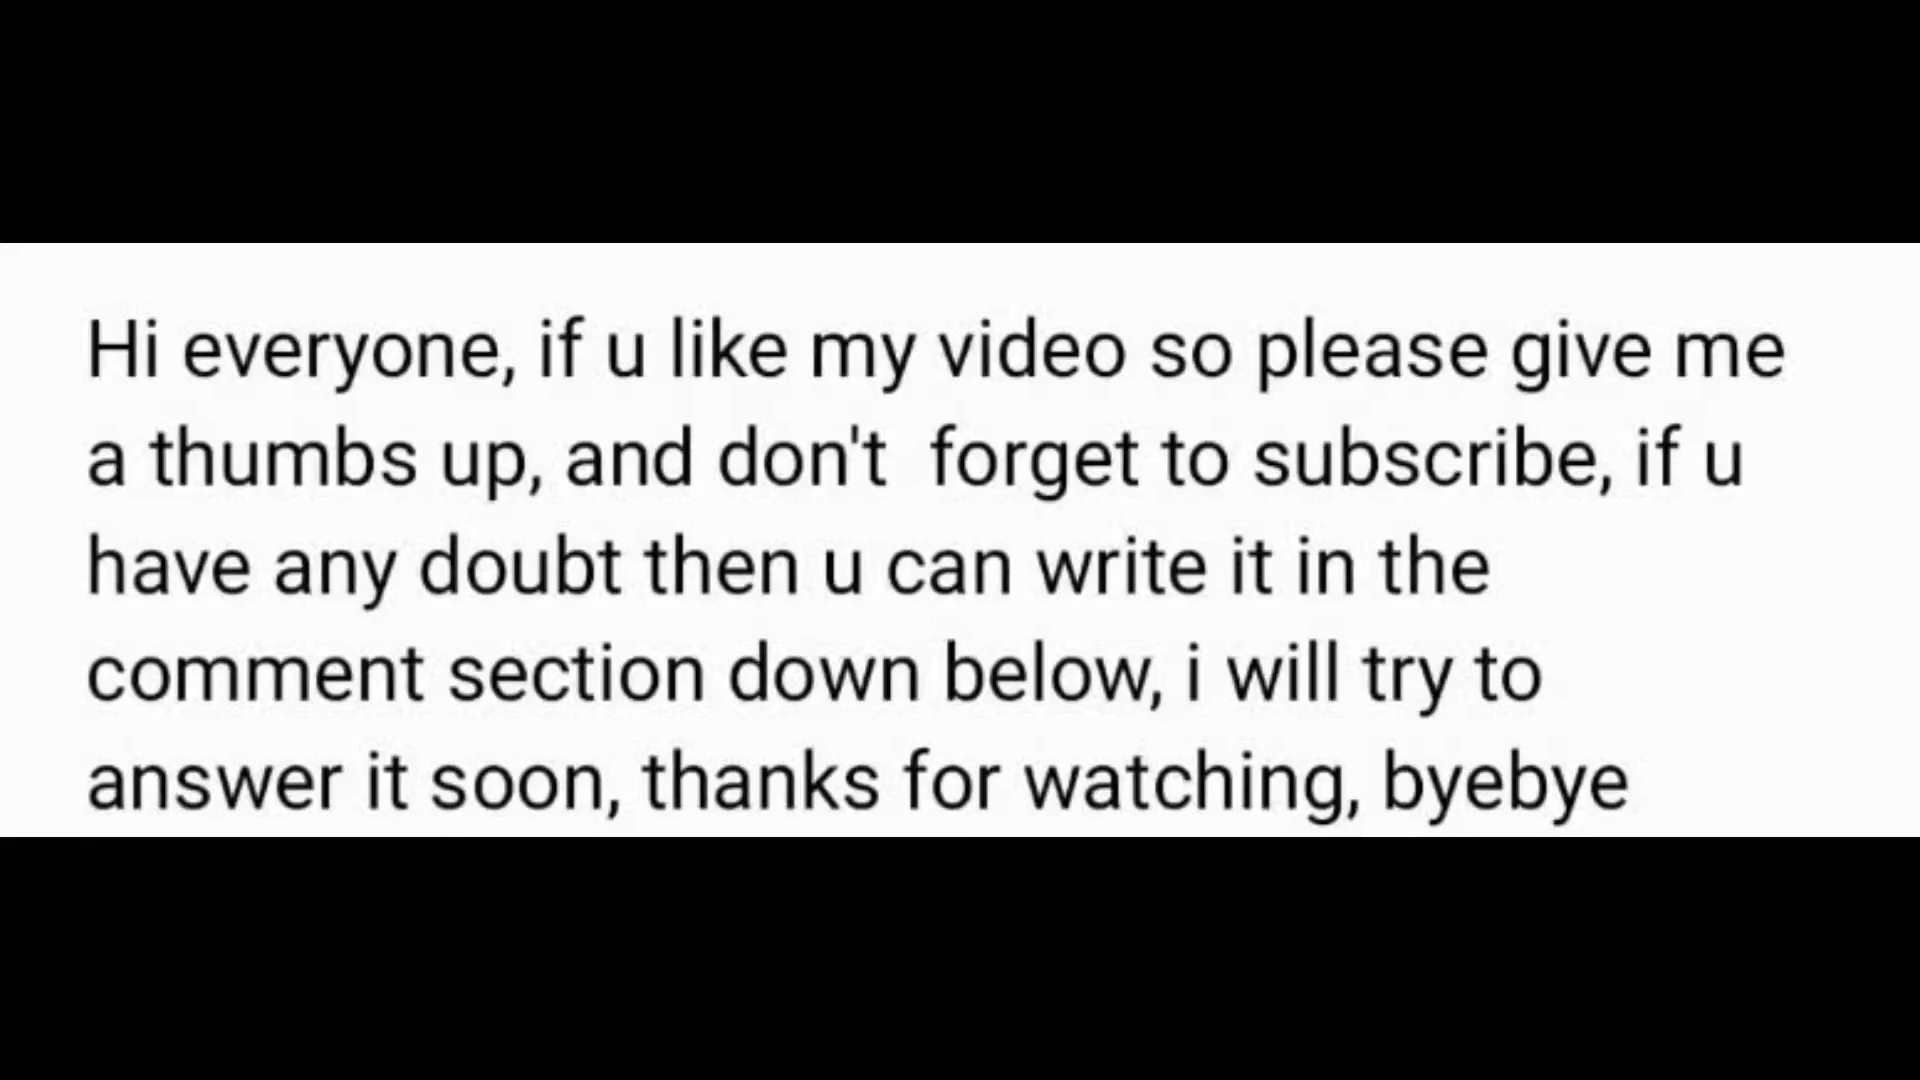 Hi everyone, if u like my video so please give me
a thumbs up, and don't  forget to subscribe, if u
have any doubt then u can write it in the
comment section down below, i will try to
answer it soon, thanks for watching, byebye